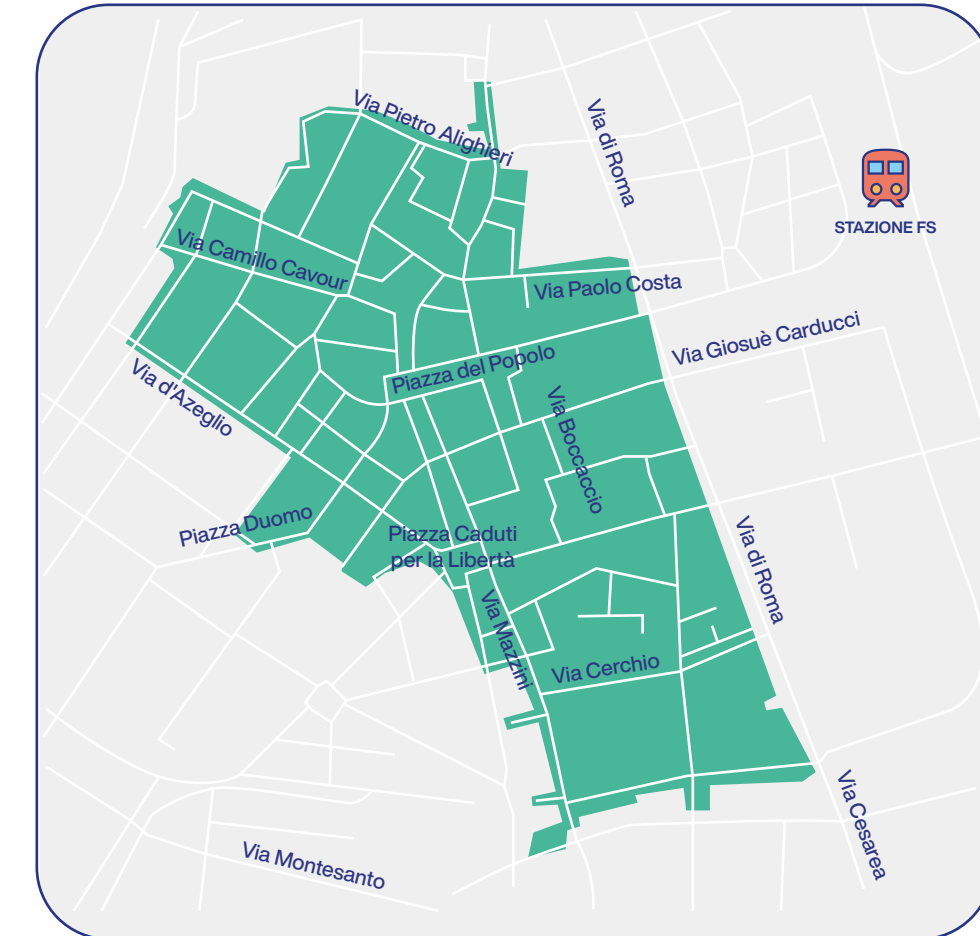 Via Pietro Alighieri
Via di Roma
STAZIONE FS
Via Camillo Cavour
Via Paolo Costa
Via Giosuè Carducci
Piazza del Popolo
Via d'Azeglio
Via Boccaccio
Piazza Duomo
Piazza Caduti
per la Libertà
Via di Roma
Via Mazzini
Via Cerchio
Via Cesarea
Via Montesanto